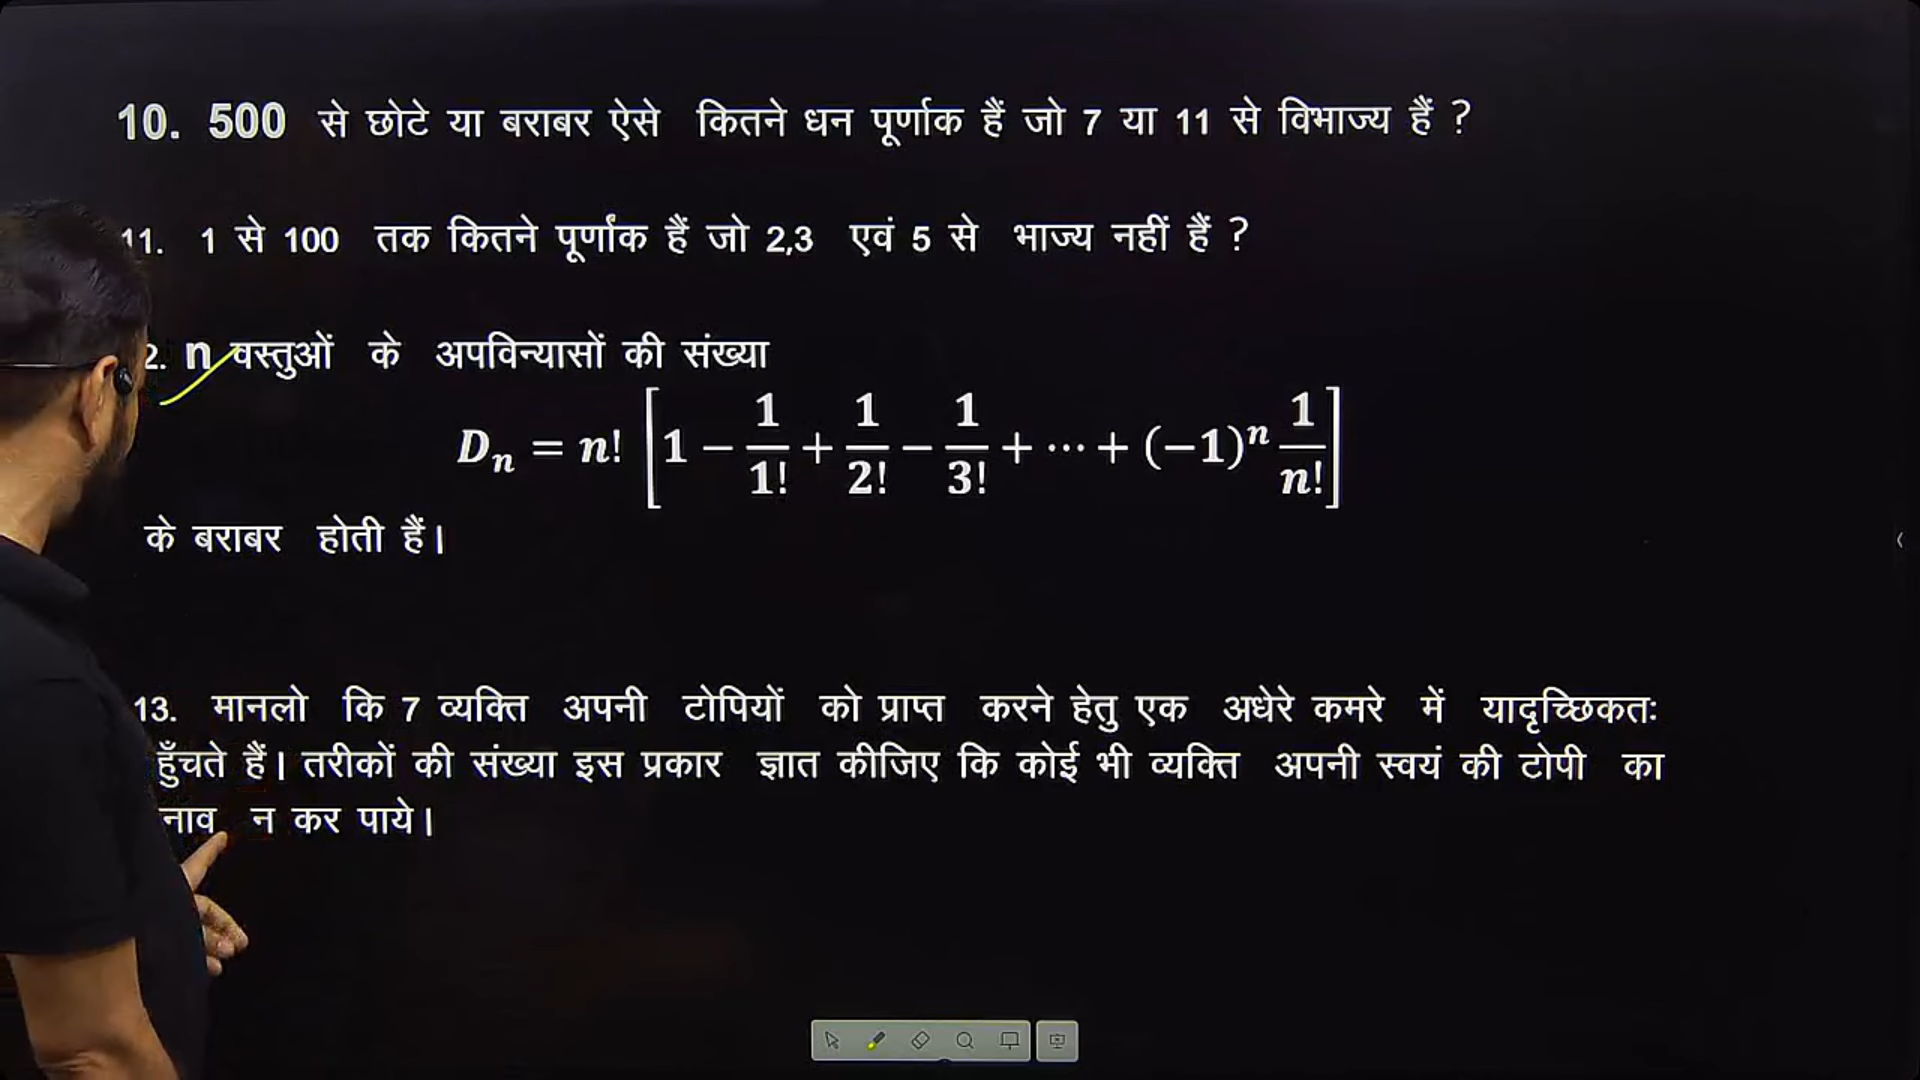 10. 500 से छोटे या बराबर ऐसे कितने धन पूर्णाक हैं जो 7 या 11 से विभाज्य हैं ?
11. 1 से 100 तक कितने पूर्णांक हैं जो 2,3 एवं 5 से भाज्य नहीं हैं ?
2. n वस्तुओं के अपविन्यासों की संख्या
Dₙ = n! [1 − 1/1! + 1/2! − 1/3! + ⋯ + (−1)ⁿ 1/n!]
के बराबर होती हैं।
13. मानलो कि 7 व्यक्ति अपनी टोपियों को प्राप्त करने हेतु एक अधेरे कमरे में यादृच्छिकतः
हुँचते हैं। तरीकों की संख्या इस प्रकार ज्ञात कीजिए कि कोई भी व्यक्ति अपनी स्वयं की टोपी का
नाव न कर पाये।